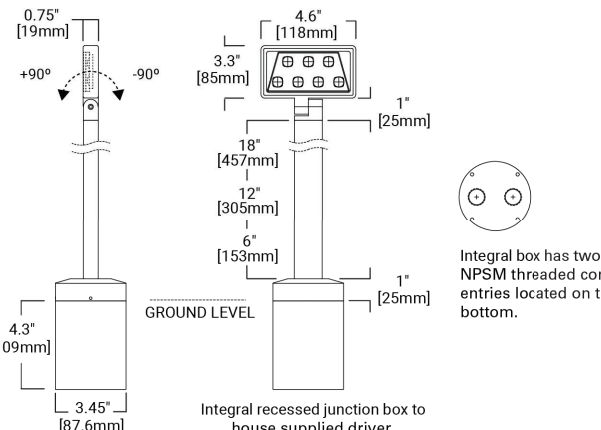 0.75"
[19mm]
+90º
-90º
4.6"
[118mm]
3.3"
[85mm]
1"
[25mm]
18"
[457mm]
12"
[305mm]
6"
[153mm]
1"
[25mm]
GROUND LEVEL
4.3"
09mm]
3.45"
[87.6mm]
Integral recessed junction box to
house supplied driver
Integral box has two
NPSM threaded
entries located on
bottom.